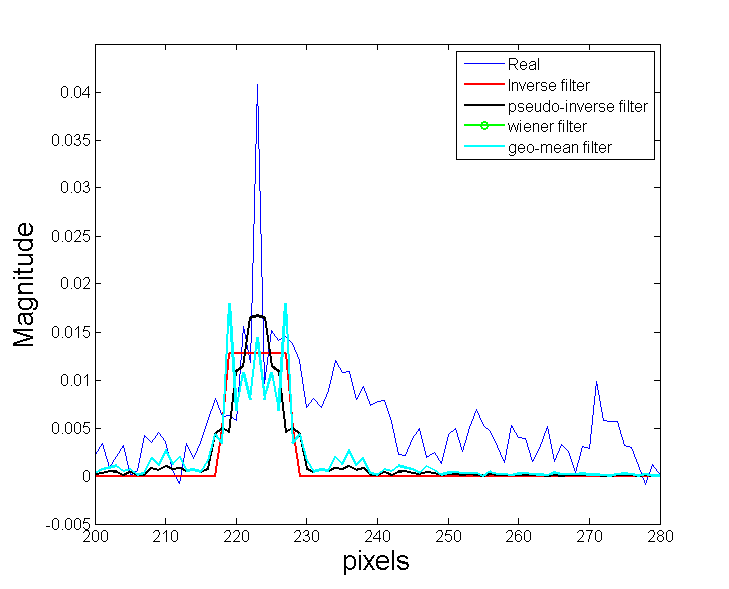 Real
Inverse filter
pseudo-inverse filter
wiener filter
geo-mean filter
0.04
0.035
0.03
0.025
0.02
0.015
0.01
0.005
0
-0.005
Magnitude
200
210
220
230
240
250
260
270
280
pixels